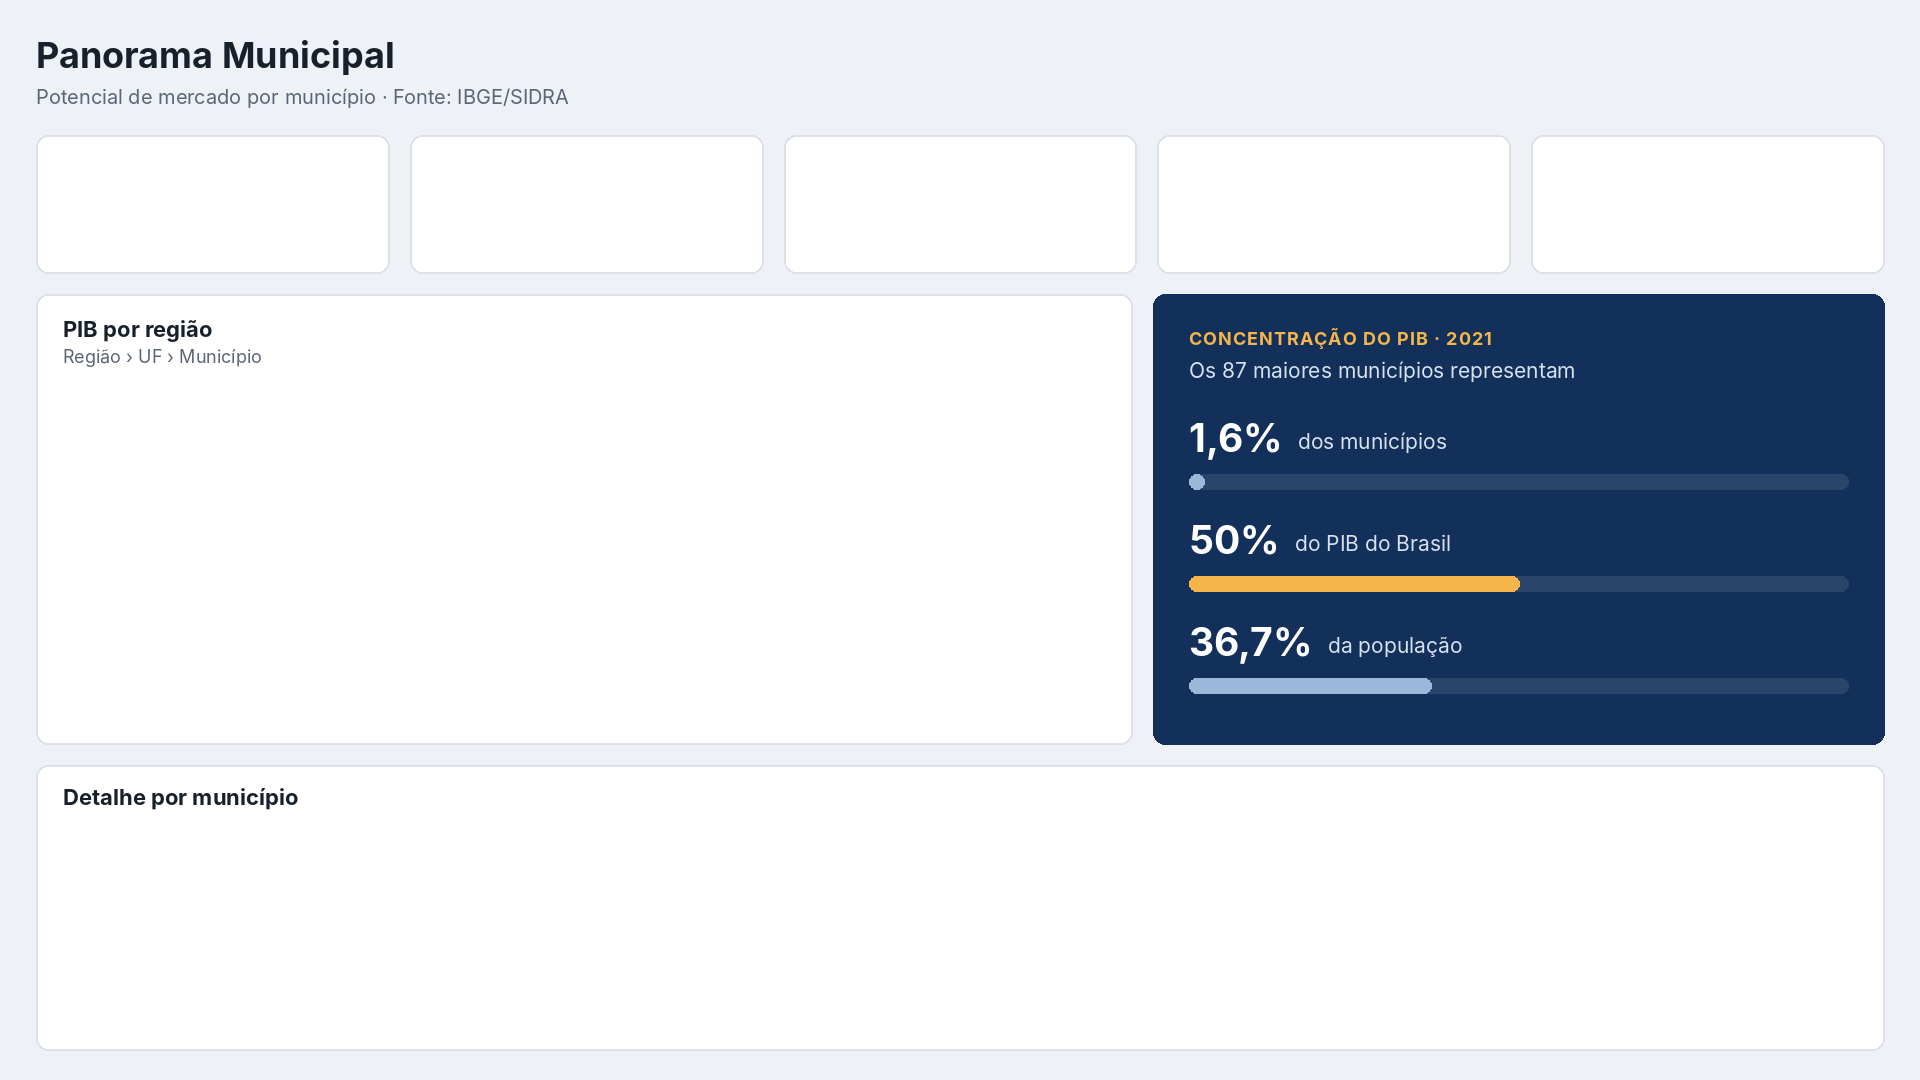 Panorama Municipal
Potencial de mercado por município · Fonte: IBGE/SIDRA
PIB por região
Região › UF › Município
CONCENTRAÇÃO DO PIB · 2021
Os 87 maiores municípios representam
1,6% dos municípios
50% do PIB do Brasil
36,7% da população
Detalhe por município